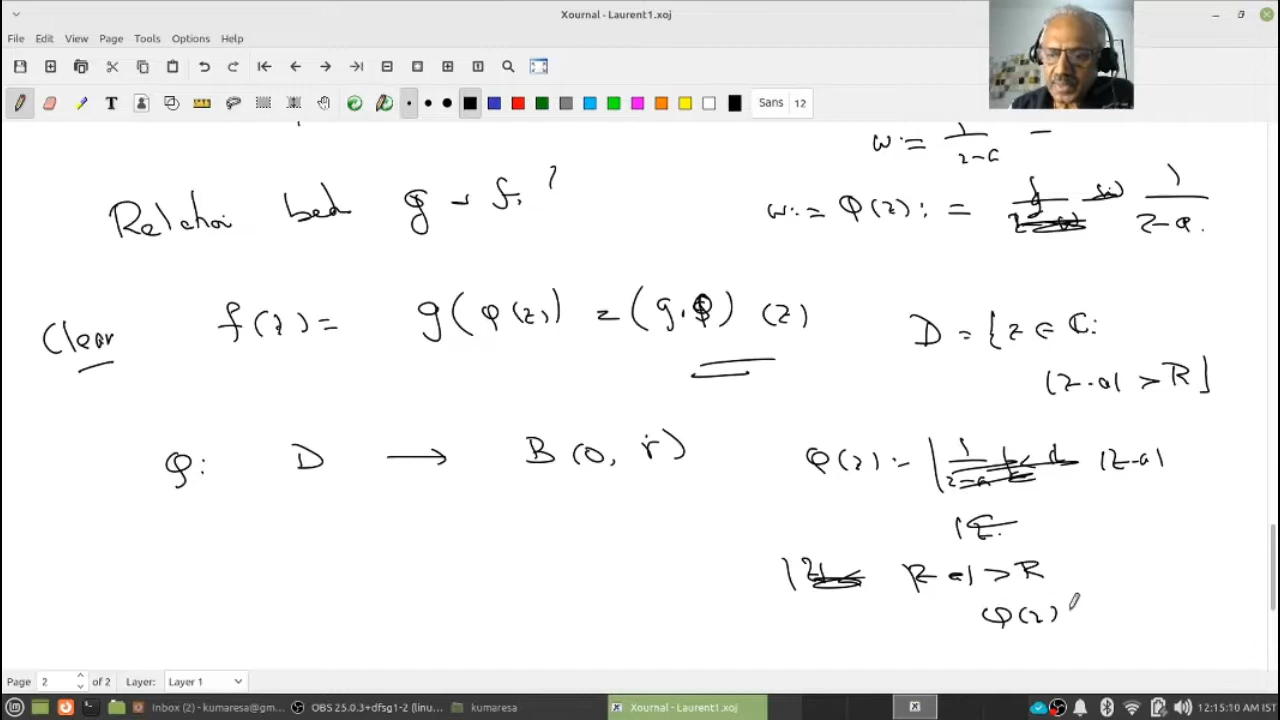 Xournal - Laurent1.xoj
File Edit View Page Tools Options Help
Sans 12
w := 1/(z-a) =
Relation g f ?
w := φ(z) := 1/(z-a).
Clear f(z) = g(φ(z)) = (g.φ)(z)
D = {z ∈ ℂ:
|z-a| > R}
φ: D → B(0, r)
φ(z) :- |z-a|
|z-a| > R
φ(z)
Page 2 of 2 Layer: Layer 1
Inbox (2) - kumaresa@gm... OBS 25.0.3+dfsg1-2 (linu... kumaresa Xournal - Laurent1.xoj 12:15:10 AM IST